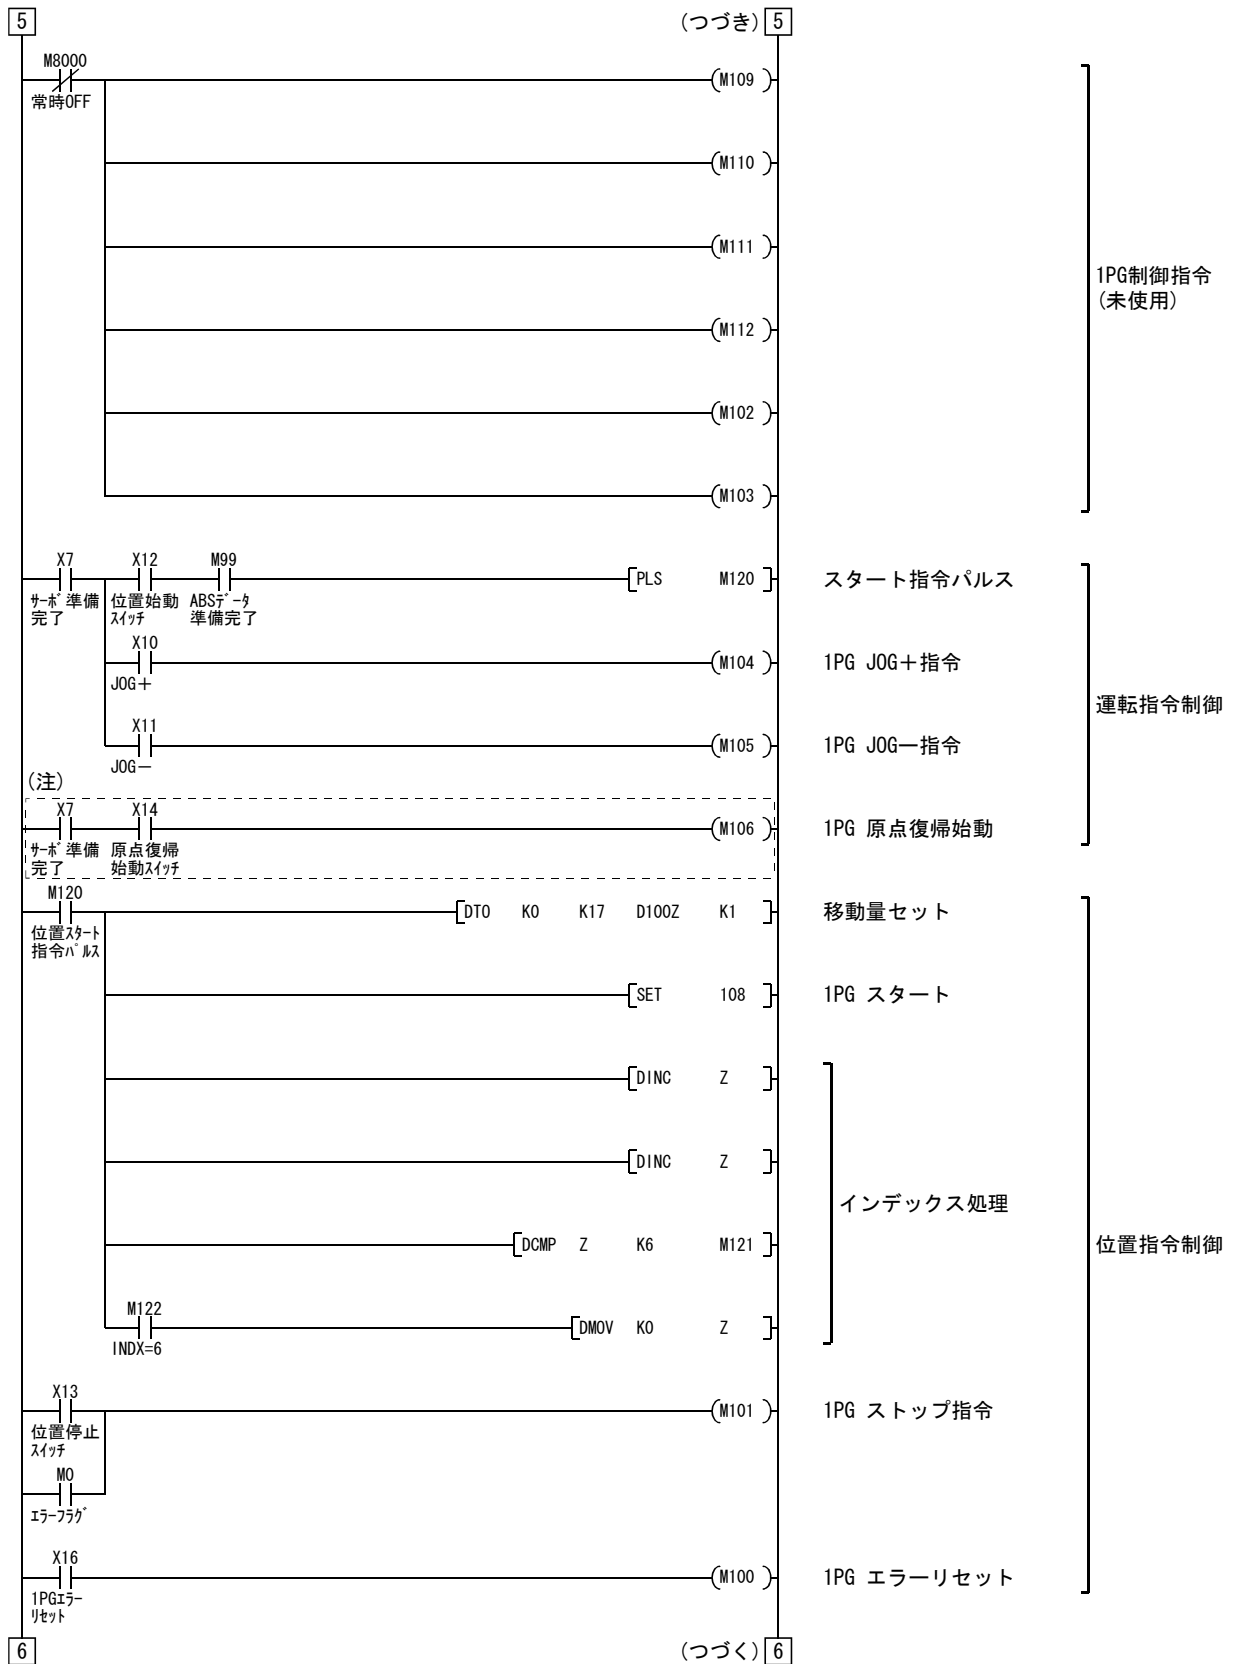 5 (つづき) 5
M8000
常時OFF
M109
M110
M111
M112
M102
M103
1PG制御指令
(未使用)
X7 X12 M99
PLS M120 スタート指令パルス
サーボ準備完了
位置始動スイッチ
ABSデータ準備完了
X10
JOG+
M104 1PG JOG+指令
X11
JOG-
M105 1PG JOG-指令
運転指令制御
(注)
X7 X14
サーボ準備完了
原点復帰始動スイッチ
M106 1PG 原点復帰始動
M120
位置スタート指令パルス
DTO K0 K17 D100Z K1 移動量セット
SET 108 1PG スタート
DINC Z
DINC Z
DCMP Z K6 M121
M122
INDX=6
DMOV K0 Z
インデックス処理
位置指令制御
X13
位置停止スイッチ
M101 1PG ストップ指令
M0
エラーフラグ
X16
1PGエラーリセット
M100 1PG エラーリセット
6 (つづく) 6